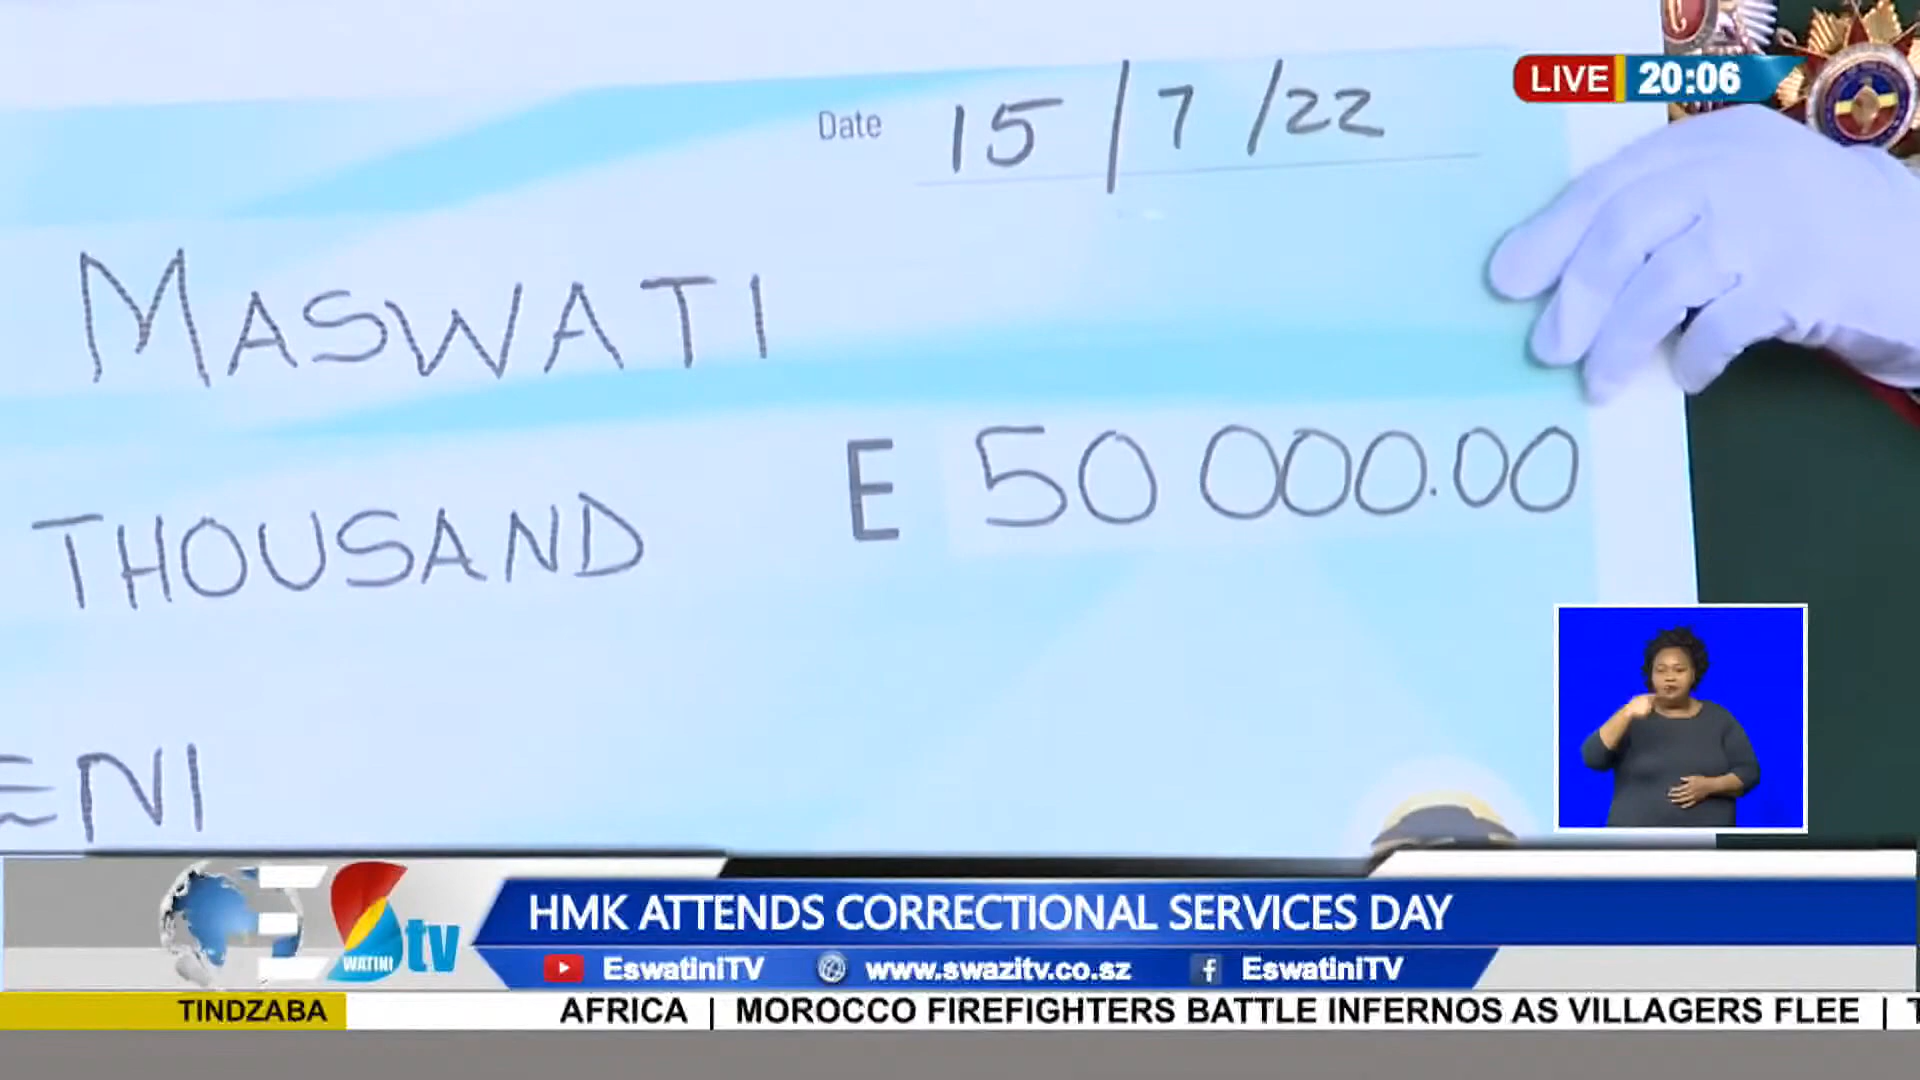 LIVE 20:06
Date 15/7/22
MASWATI
THOUSAND E 50 000.00
ENI
E WATINI tv
HMK ATTENDS CORRECTIONAL SERVICES DAY
EswatiniTV www.swazitv.co.sz EswatiniTV
TINDZABA AFRICA | MOROCCO FIREFIGHTERS BATTLE INFERNOS AS VILLAGERS FLEE |